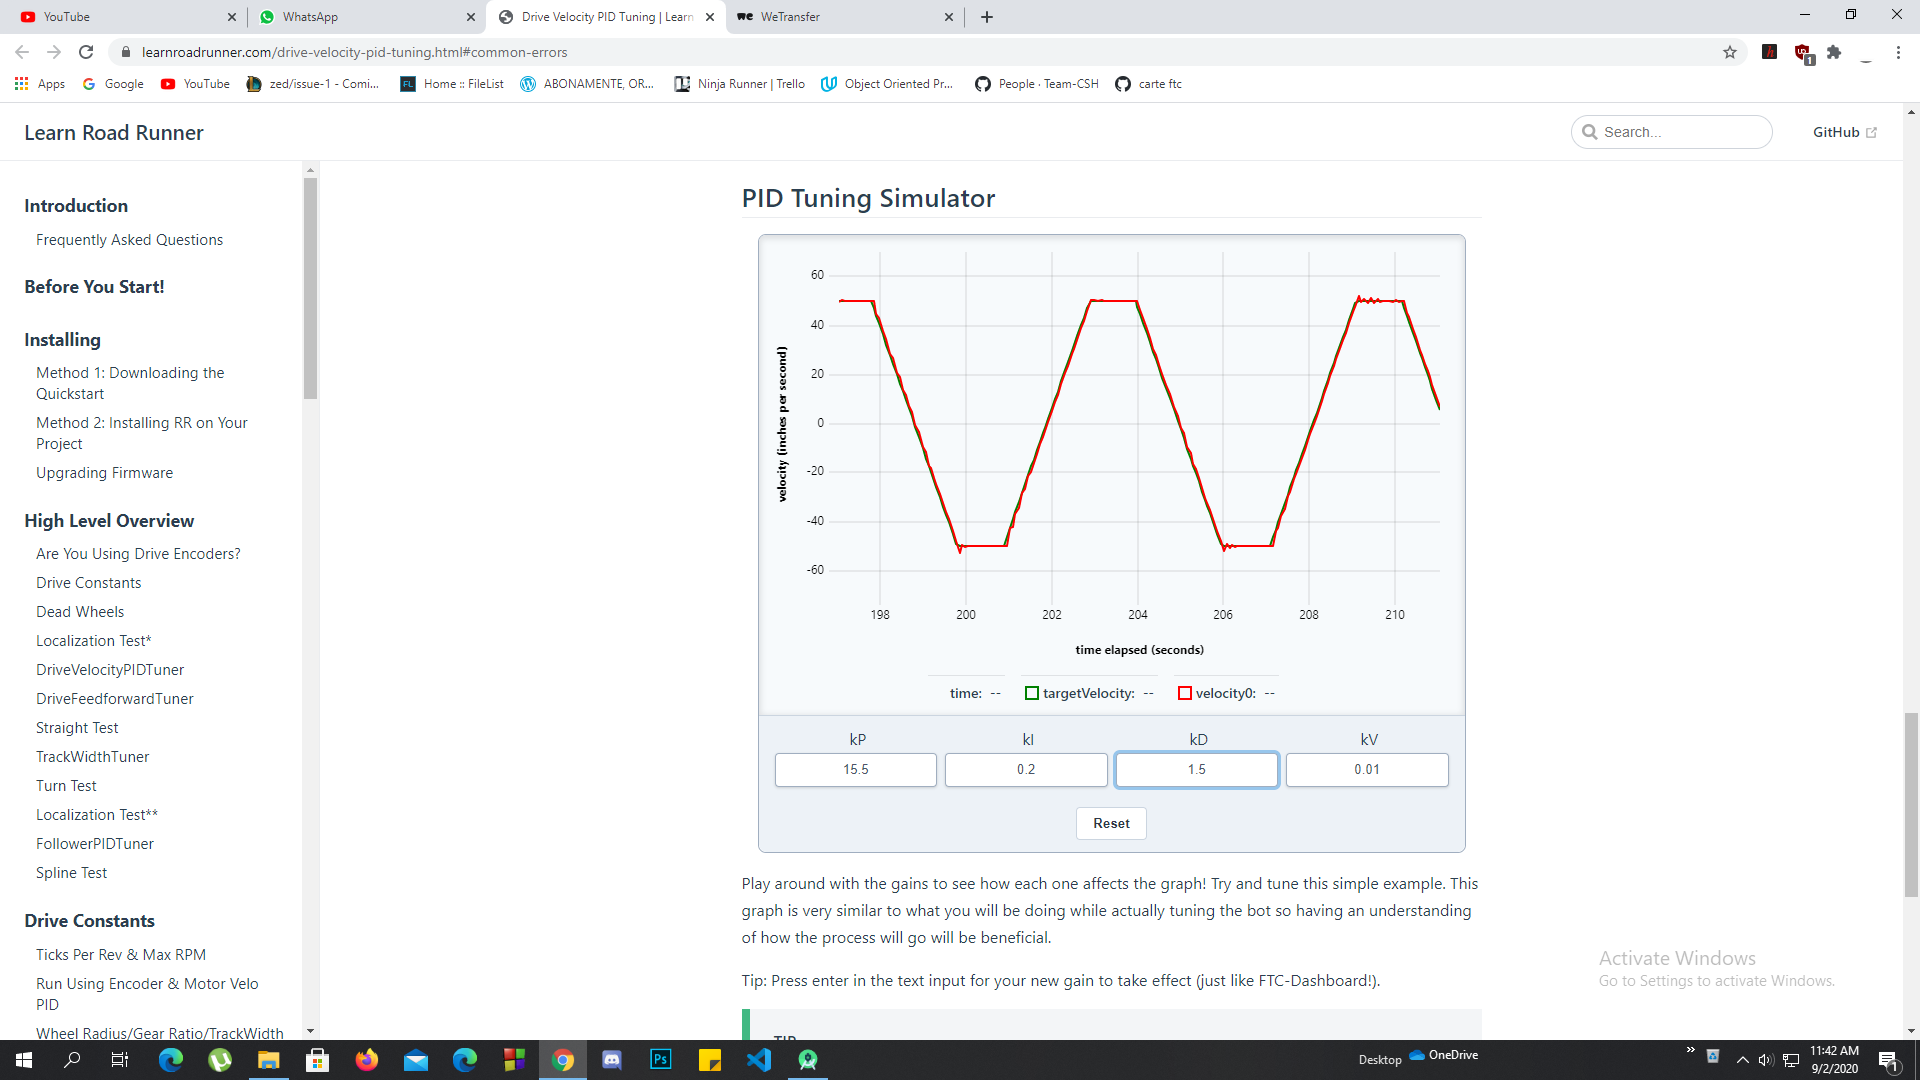 YouTube
WhatsApp
Drive Velocity PID Tuning | Learn
WeTransfer
learnroadrunner.com/drive-velocity-pid-tuning.html#common-errors
1
Apps
Google
YouTube
zed/issue-1 - Comi...
FL
Home :: FileList
ABONAMENTE, OR...
Ninja Runner | Trello
Object Oriented Pr...
People · Team-CSH
carte ftc
Learn Road Runner
Search...
GitHub
Introduction
Frequently Asked Questions
Before You Start!
Installing
Method 1: Downloading the
Quickstart
Method 2: Installing RR on Your
Project
Upgrading Firmware
High Level Overview
Are You Using Drive Encoders?
Drive Constants
Dead Wheels
Localization Test*
DriveVelocityPIDTuner
DriveFeedforwardTuner
Straight Test
TrackWidthTuner
Turn Test
Localization Test**
FollowerPIDTuner
Spline Test
Drive Constants
Ticks Per Rev & Max RPM
Run Using Encoder & Motor Velo
PID
Wheel Radius/Gear Ratio/TrackWidth
PID Tuning Simulator
60
40
20
0
-20
-40
-60
velocity (inches per second)
198 200 202 204 206 208 210
time elapsed (seconds)
time: -- targetVelocity: -- velocity0: --
kP kI kD kV
15.5 0.2 1.5 0.01
Reset
Play around with the gains to see how each one affects the graph! Try and tune this simple example. This
graph is very similar to what you will be doing while actually tuning the bot so having an understanding
of how the process will go will be beneficial.
Tip: Press enter in the text input for your new gain to take effect (just like FTC-Dashboard!).
TIP
Activate Windows
Go to Settings to activate Windows.
Ps
Desktop
OneDrive
11:42 AM
9/2/2020
1